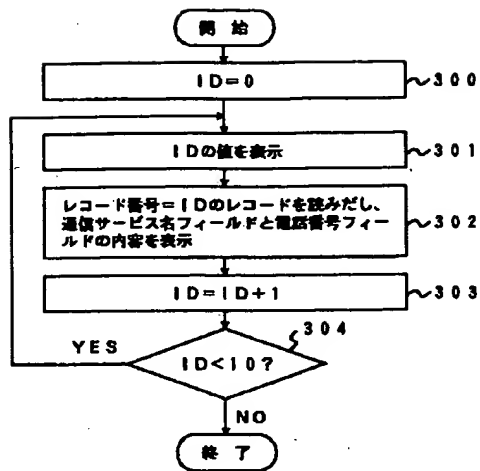 開 始
ID=0
300
IDの値を表示
301
レコード番号=IDのレコードを読みだし、
通信サービス名フィールドと電話番号フィー
ルドの内容を表示
302
ID=ID+1
303
304
YES
ID<10?
NO
終 了